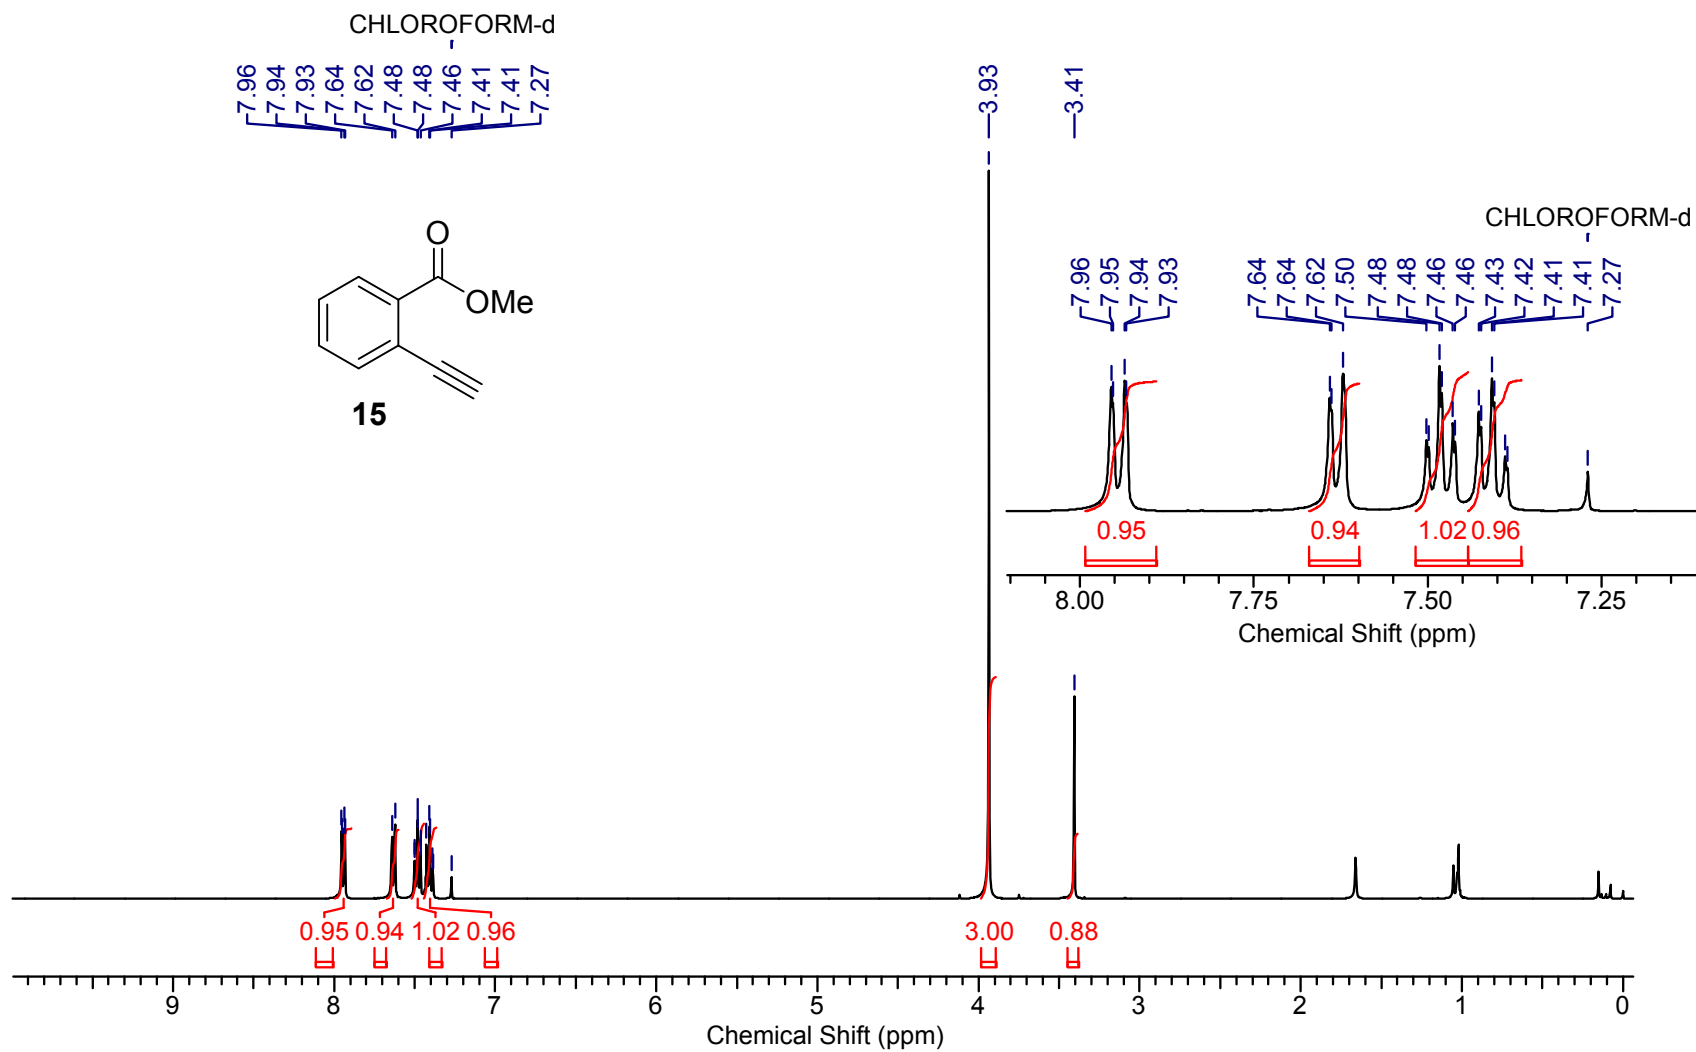 CHLOROFORM-d
7.96 7.94 7.93 7.64 7.62 7.48 7.48 7.46 7.41 7.41 7.27
3.93 3.41
O
OMe
15
CHLOROFORM-d
7.96 7.95 7.94 7.93 7.64 7.64 7.62 7.50 7.48 7.48 7.46 7.46 7.43 7.42 7.41 7.41 7.27
0.95 0.94 1.02 0.96
8.00 7.75 7.50 7.25
Chemical Shift (ppm)
0.95 0.94 1.02 0.96 3.00 0.88
9 8 7 6 5 4 3 2 1 0
Chemical Shift (ppm)